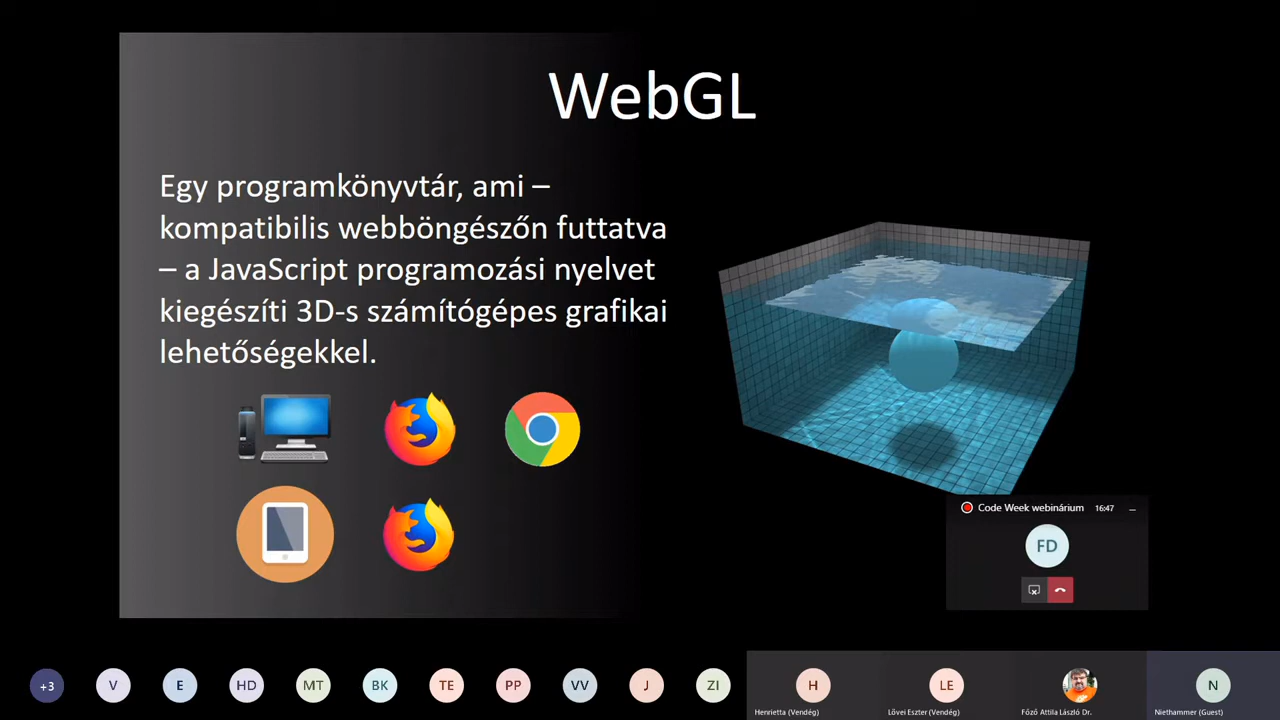 WebGL
Egy programkönyvtár, ami –
kompatibilis webböngészőn futtatva
– a JavaScript programozási nyelvet
kiegészíti 3D-s számítógépes grafikai
lehetőségekkel.
Code Week webinárium 16:47
FD
+3 V E HD MT BK TE PP VV J ZI H LE N
Henrietta (Vendég) Lővei Eszter (Vendég) Főző Attila László Dr. Niethammer (Guest)